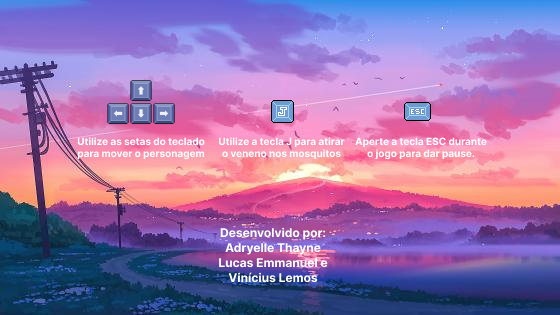 J
ESC
Utilize as setas do teclado
para mover o personagem
Utilize a tecla J para atirar
o veneno nos mosquitos
Aperte a tecla ESC durante
o jogo para dar pause.
Desenvolvido por:
Adryelle Thayne
Lucas Emmanuel e
Vinícius Lemos